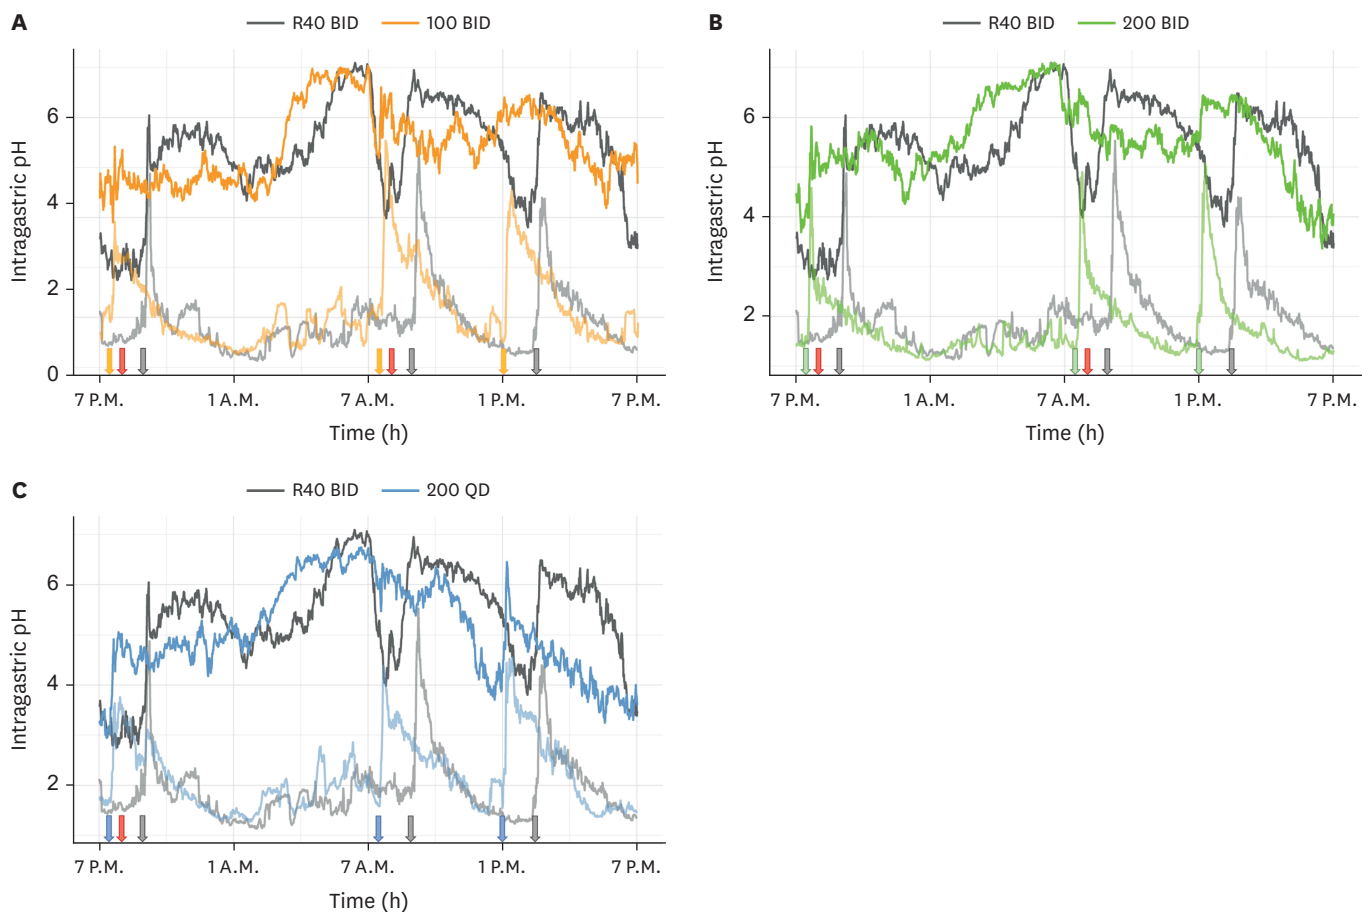 A
R40 BID 100 BID
Intragastric pH
6
4
2
0
7 P.M. 1 A.M. 7 A.M. 1 P.M. 7 P.M.
Time (h)
B
R40 BID 200 BID
Intragastric pH
6
4
2
7 P.M. 1 A.M. 7 A.M. 1 P.M. 7 P.M.
Time (h)
C
R40 BID 200 QD
Intragastric pH
6
4
2
7 P.M. 1 A.M. 7 A.M. 1 P.M. 7 P.M.
Time (h)